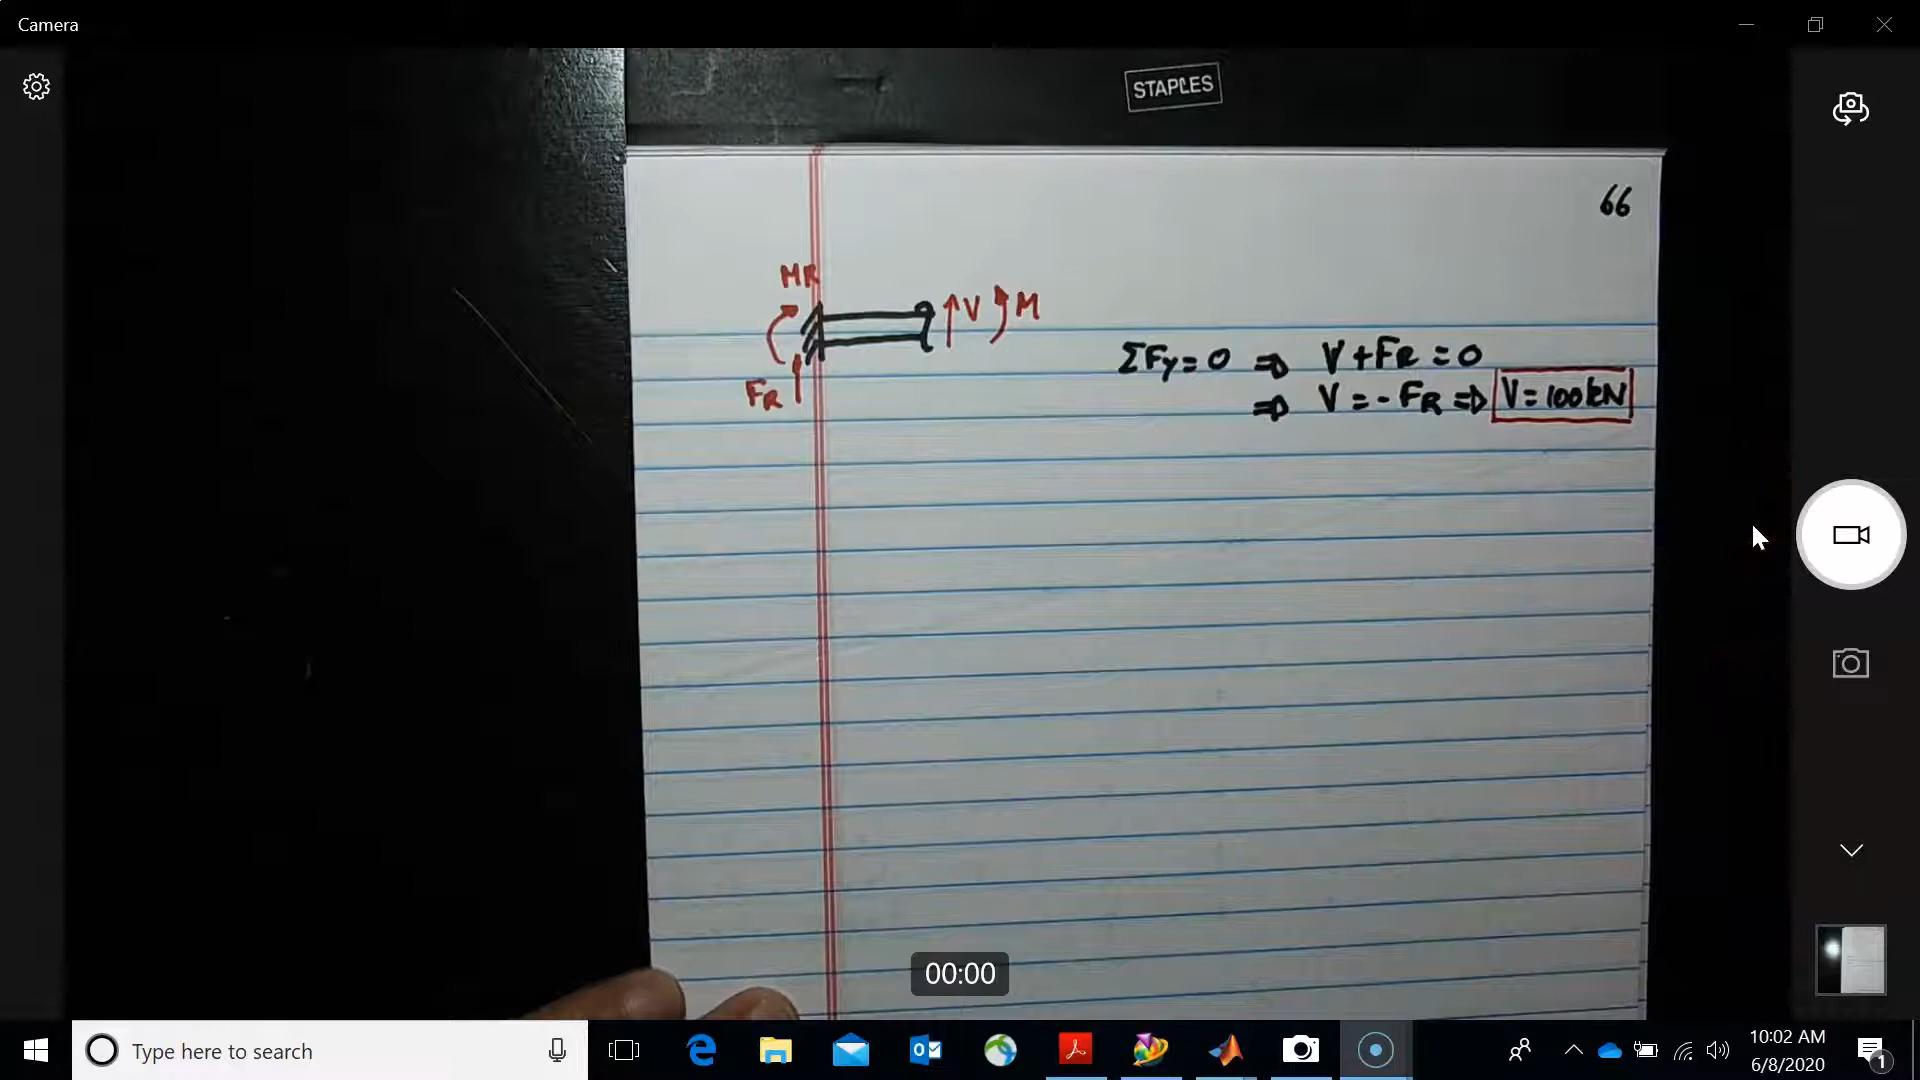 Camera
STAPLES
66
MR
V M
FR
ΣFy=0 ⇒ V+FR=0
⇒ V=-FR ⇒ V=100kN
00:00
Type here to search
10:02 AM
6/8/2020
1